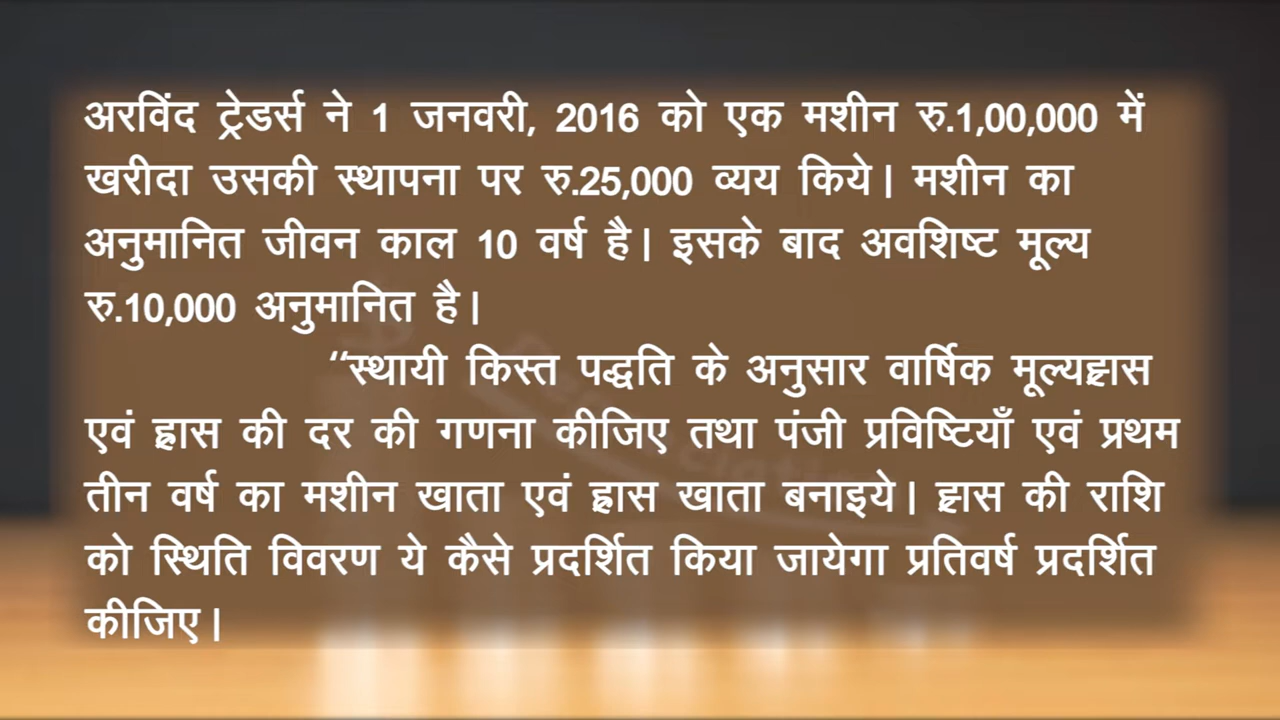 अरविंद ट्रेडर्स ने 1 जनवरी, 2016 को एक मशीन रु.1,00,000 में
खरीदा उसकी स्थापना पर रु.25,000 व्यय किये। मशीन का
अनुमानित जीवन काल 10 वर्ष है। इसके बाद अवशिष्ट मूल्य
रु.10,000 अनुमानित है।
“स्थायी किस्त पद्धति के अनुसार वार्षिक मूल्यह्रास
एवं ह्रास की दर की गणना कीजिए तथा पंजी प्रविष्टियाँ एवं प्रथम
तीन वर्ष का मशीन खाता एवं ह्रास खाता बनाइये। ह्रास की राशि
को स्थिति विवरण ये कैसे प्रदर्शित किया जायेगा प्रतिवर्ष प्रदर्शित
कीजिए।